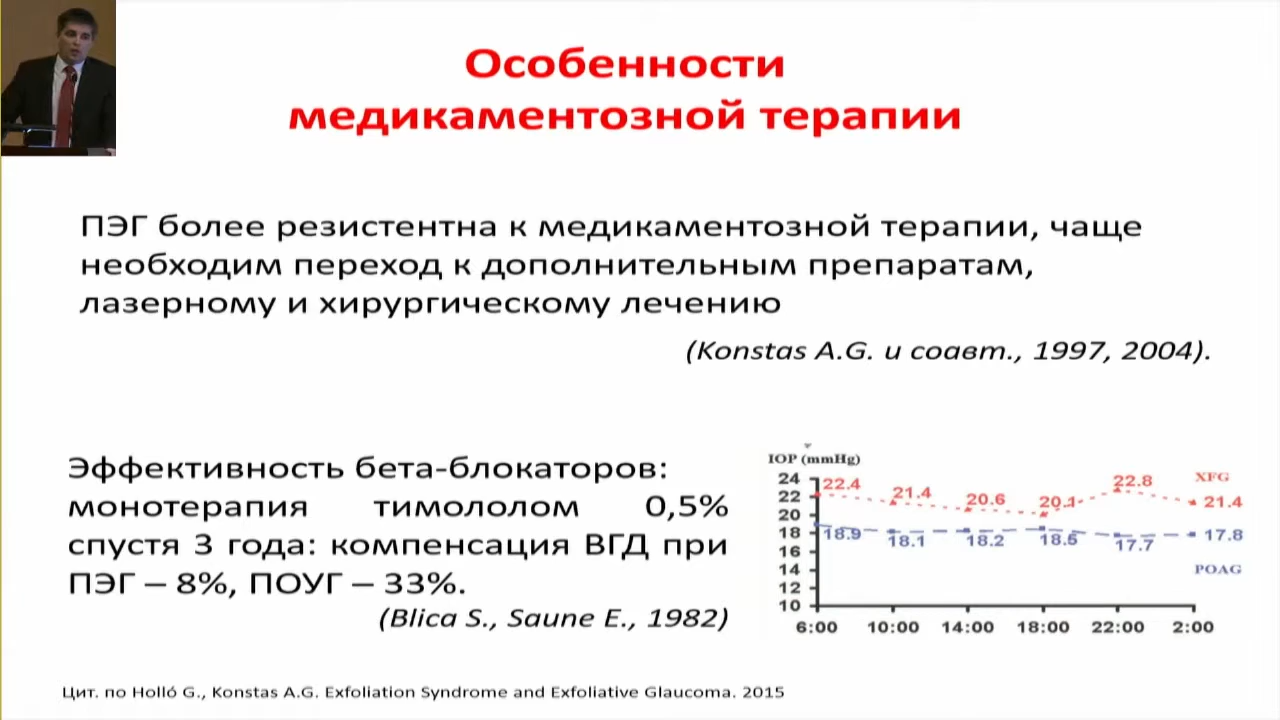 Особенности
медикаментозной терапии
ПЭГ более резистентна к медикаментозной терапии, чаще
необходим переход к дополнительным препаратам,
лазерному и хирургическому лечению
(Konstas A.G. и соавт., 1997, 2004).
Эффективность бета-блокаторов:
монотерапия тимололом 0,5%
спустя 3 года: компенсация ВГД при
ПЭГ – 8%, ПОУГ – 33%.
(Blica S., Saune E., 1982)
IOP (mmHg)
24
22
20
18
16
14
12
10
22.4 21.4 20.6 20.1 22.8 21.4
XFG
18.9 18.1 18.2 18.5 17.7 17.8
POAG
6:00 10:00 14:00 18:00 22:00 2:00
Цит. по Holló G., Konstas A.G. Exfoliation Syndrome and Exfoliative Glaucoma. 2015